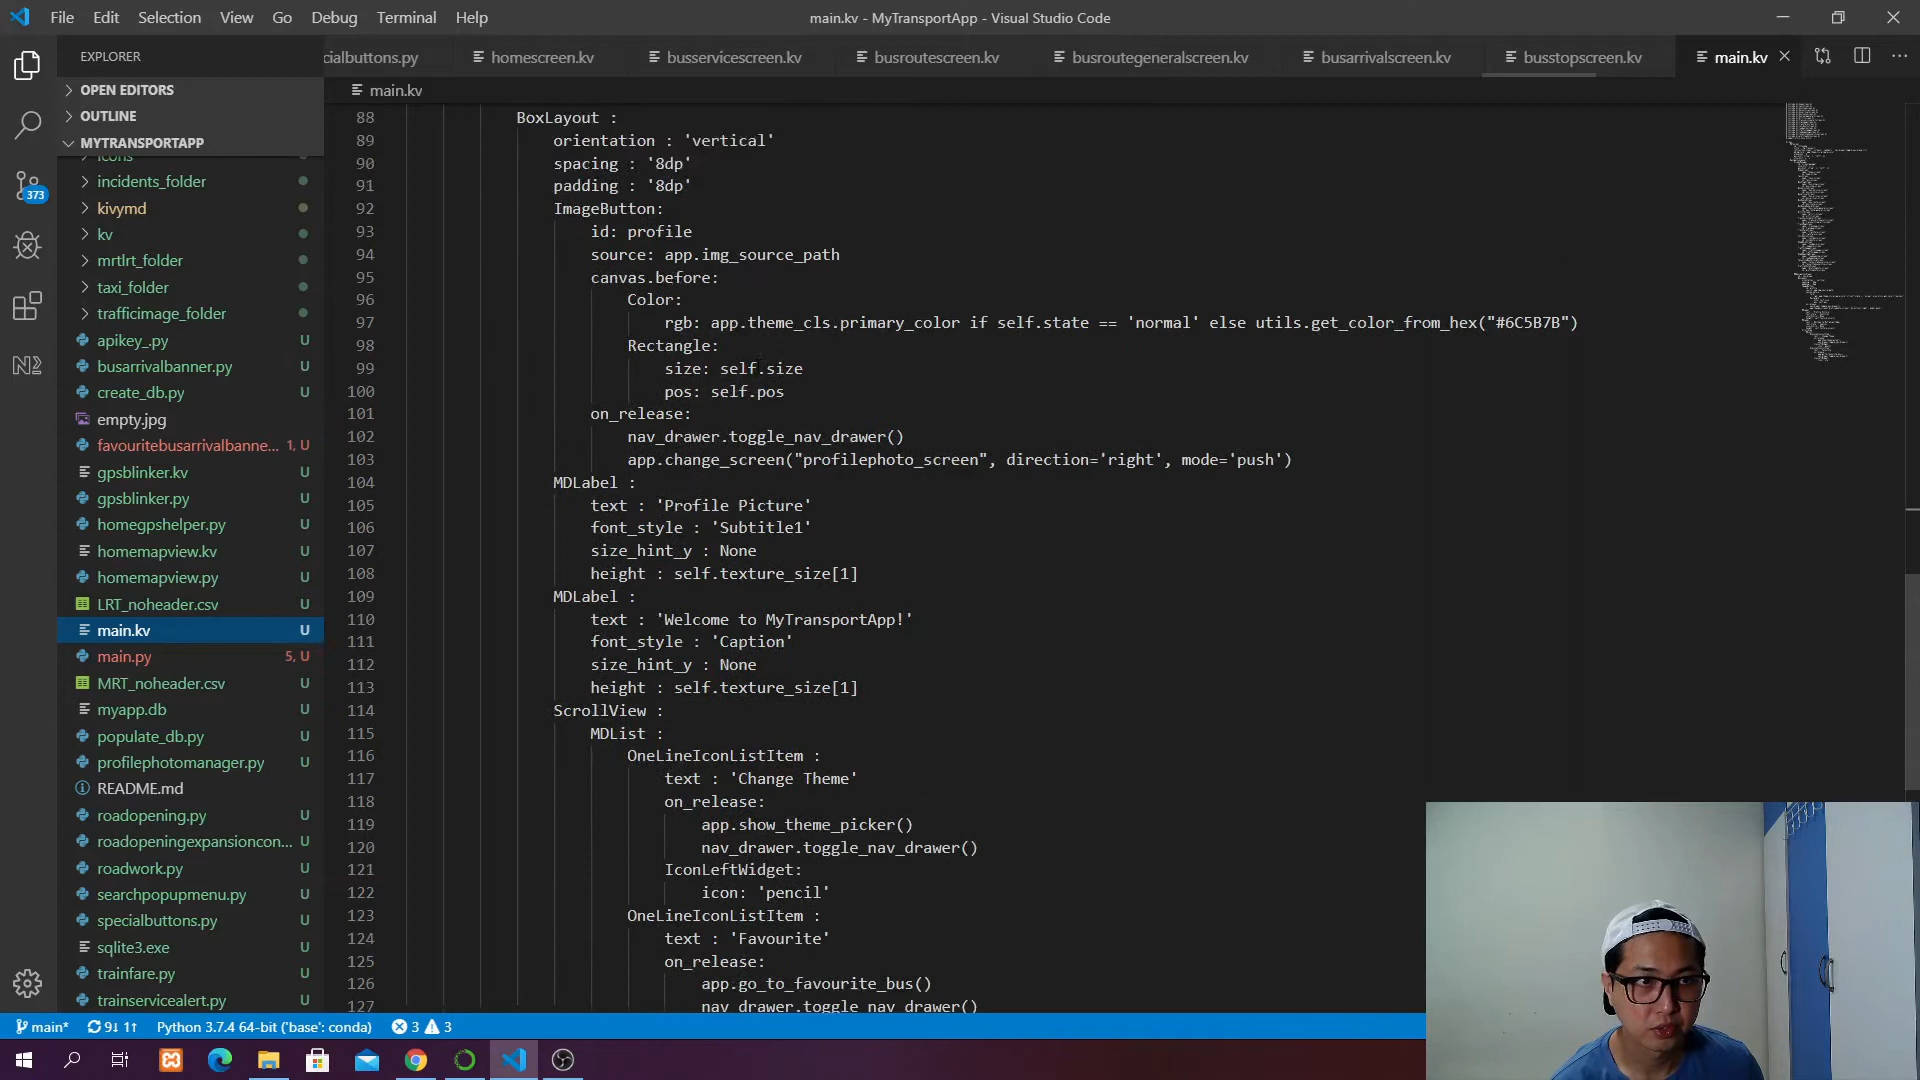 File Edit Selection View Go Debug Terminal Help
main.kv - MyTransportApp - Visual Studio Code
EXPLORER
cialbuttons.py homescreen.kv busservicescreen.kv busroutescreen.kv busroutegeneralscreen.kv busarrivalscreen.kv busstopscreen.kv main.kv
OPEN EDITORS
OUTLINE
MYTRANSPORTAPP
icons
incidents_folder
kivymd
kv
mrtlrt_folder
taxi_folder
trafficimage_folder
apikey_.py U
busarrivalbanner.py U
create_db.py U
empty.jpg
favouritebusarrivalbanne... 1, U
gpsblinker.kv U
gpsblinker.py U
homegpshelper.py U
homemapview.kv U
homemapview.py U
LRT_noheader.csv U
main.kv U
main.py 5, U
MRT_noheader.csv U
myapp.db U
populate_db.py U
profilephotomanager.py U
README.md U
roadopening.py U
roadopeningexpansioncon... U
roadwork.py U
searchpopupmenu.py U
specialbuttons.py U
sqlite3.exe U
trainfare.py U
trainservicealert.py U
373
main.kv
88 BoxLayout :
89 orientation : 'vertical'
90 spacing : '8dp'
91 padding : '8dp'
92 ImageButton:
93 id: profile
94 source: app.img_source_path
95 canvas.before:
96 Color:
97 rgb: app.theme_cls.primary_color if self.state == 'normal' else utils.get_color_from_hex("#6C5B7B")
98 Rectangle:
99 size: self.size
100 pos: self.pos
101 on_release:
102 nav_drawer.toggle_nav_drawer()
103 app.change_screen("profilephoto_screen", direction='right', mode='push')
104 MDLabel :
105 text : 'Profile Picture'
106 font_style : 'Subtitle1'
107 size_hint_y : None
108 height : self.texture_size[1]
109 MDLabel :
110 text : 'Welcome to MyTransportApp!'
111 font_style : 'Caption'
112 size_hint_y : None
113 height : self.texture_size[1]
114 ScrollView :
115 MDList :
116 OneLineIconListItem :
117 text : 'Change Theme'
118 on_release:
119 app.show_theme_picker()
120 nav_drawer.toggle_nav_drawer()
121 IconLeftWidget:
122 icon: 'pencil'
123 OneLineIconListItem :
124 text : 'Favourite'
125 on_release:
126 app.go_to_favourite_bus()
127 nav_drawer.toggle_nav_drawer()
main* 9↓ 1↑ Python 3.7.4 64-bit ('base': conda) 3 3